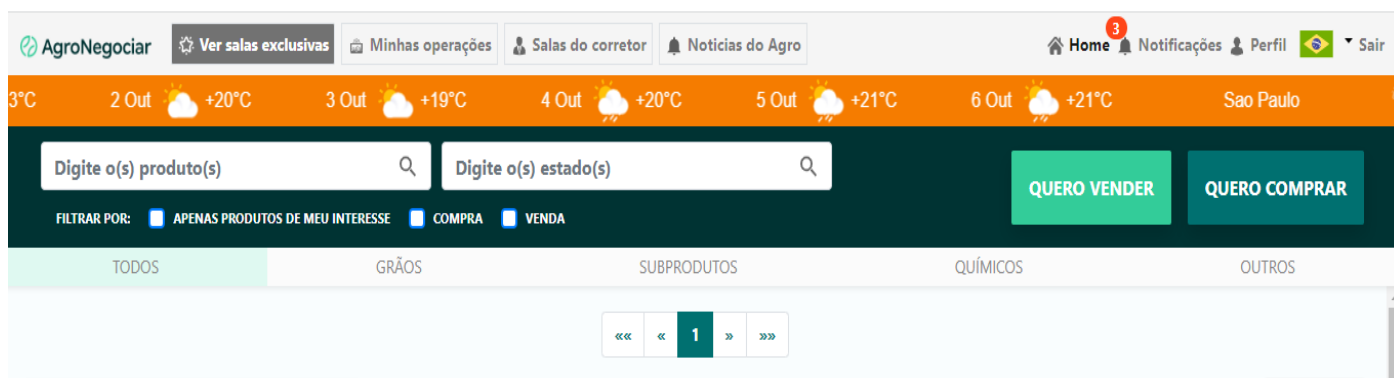 AgroNegociar Ver salas exclusivas Minhas operações Salas do corretor Noticias do Agro Home 3 Notificações Perfil Sair
3°C 2 Out +20°C 3 Out +19°C 4 Out +20°C 5 Out +21°C 6 Out +21°C Sao Paulo
Digite o(s) produto(s) Digite o(s) estado(s) QUERO VENDER QUERO COMPRAR
FILTRAR POR: APENAS PRODUTOS DE MEU INTERESSE COMPRA VENDA
TODOS GRÃOS SUBPRODUTOS QUÍMICOS OUTROS
«« « 1 » »»